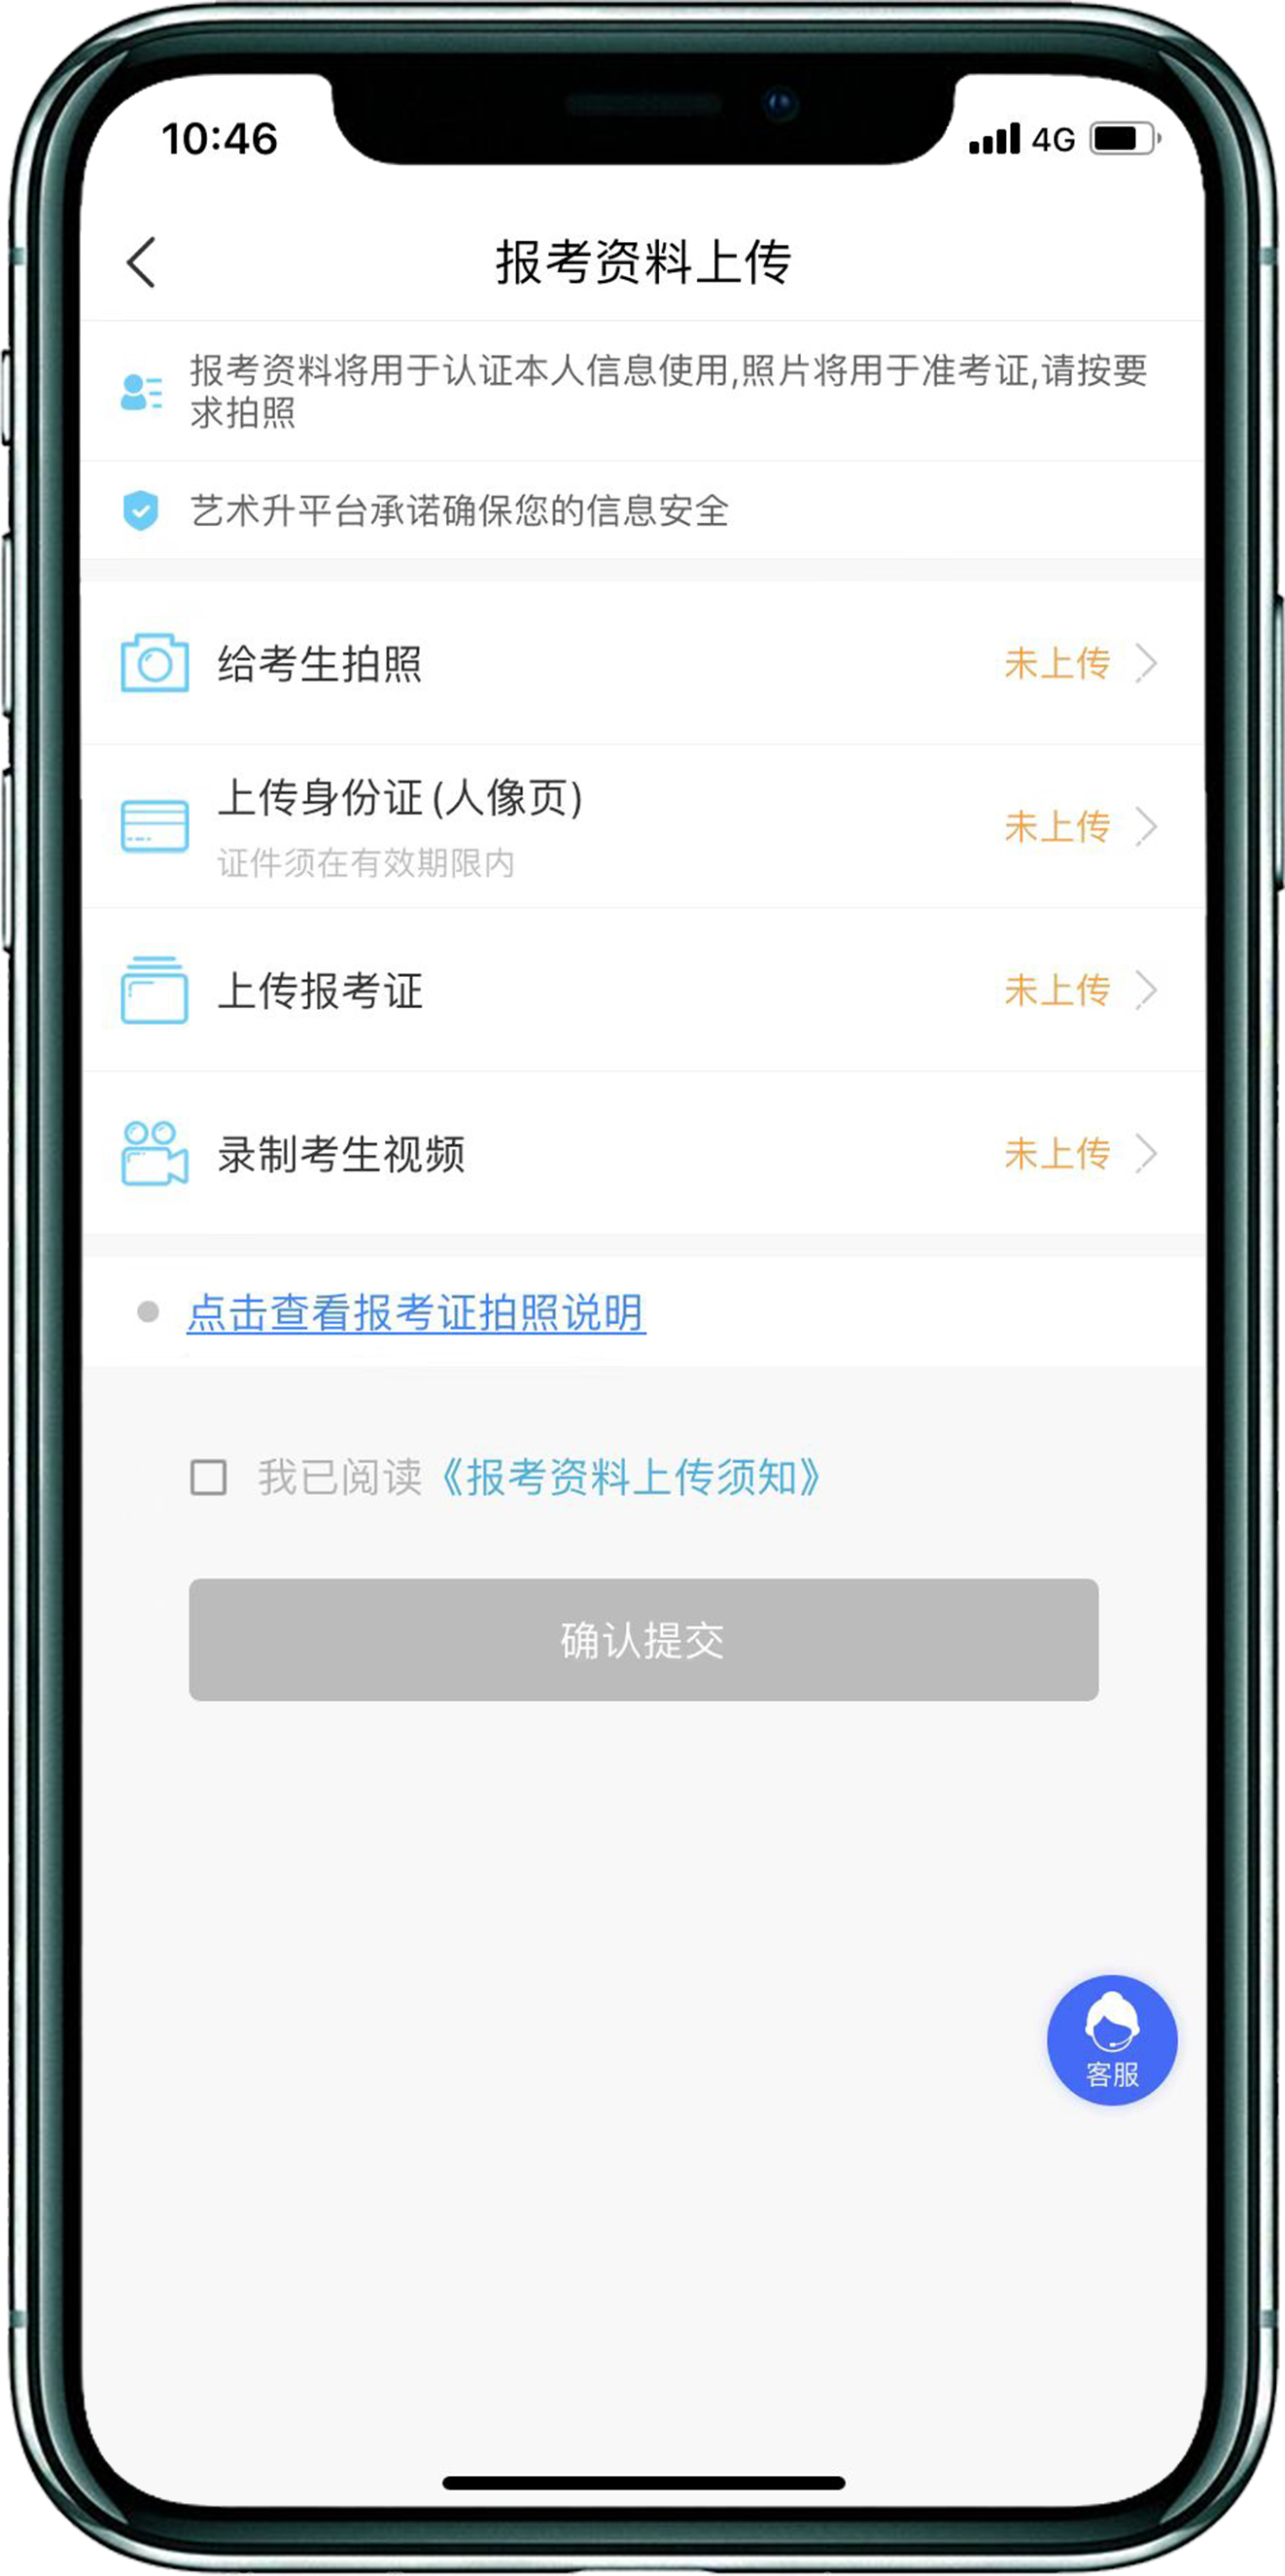 10:46
4G
报考资料上传
报考资料将用于认证本人信息使用,照片将用于准考证,请按要
求拍照
艺术升平台承诺确保您的信息安全
给考生拍照
未上传
上传身份证(人像页)
证件须在有效期限内
未上传
上传报考证
未上传
录制考生视频
未上传
点击查看报考证拍照说明
我已阅读《报考资料上传须知》
确认提交
客服